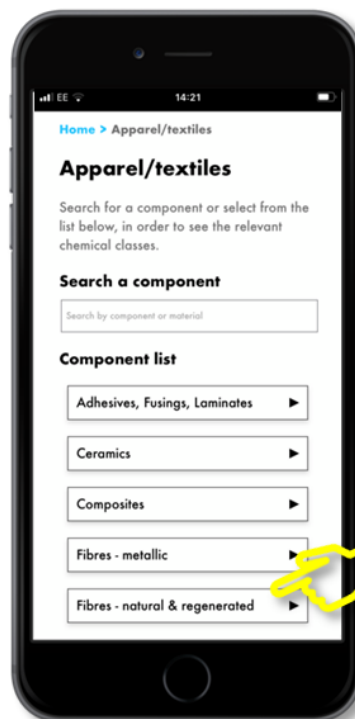 EE 14:21
Home > Apparel/textiles
Apparel/textiles
Search for a component or select from the
list below, in order to see the relevant
chemical classes.
Search a component
Search by component or material
Component list
Adhesives, Fusings, Laminates
Ceramics
Composites
Fibres - metallic
Fibres - natural & regenerated